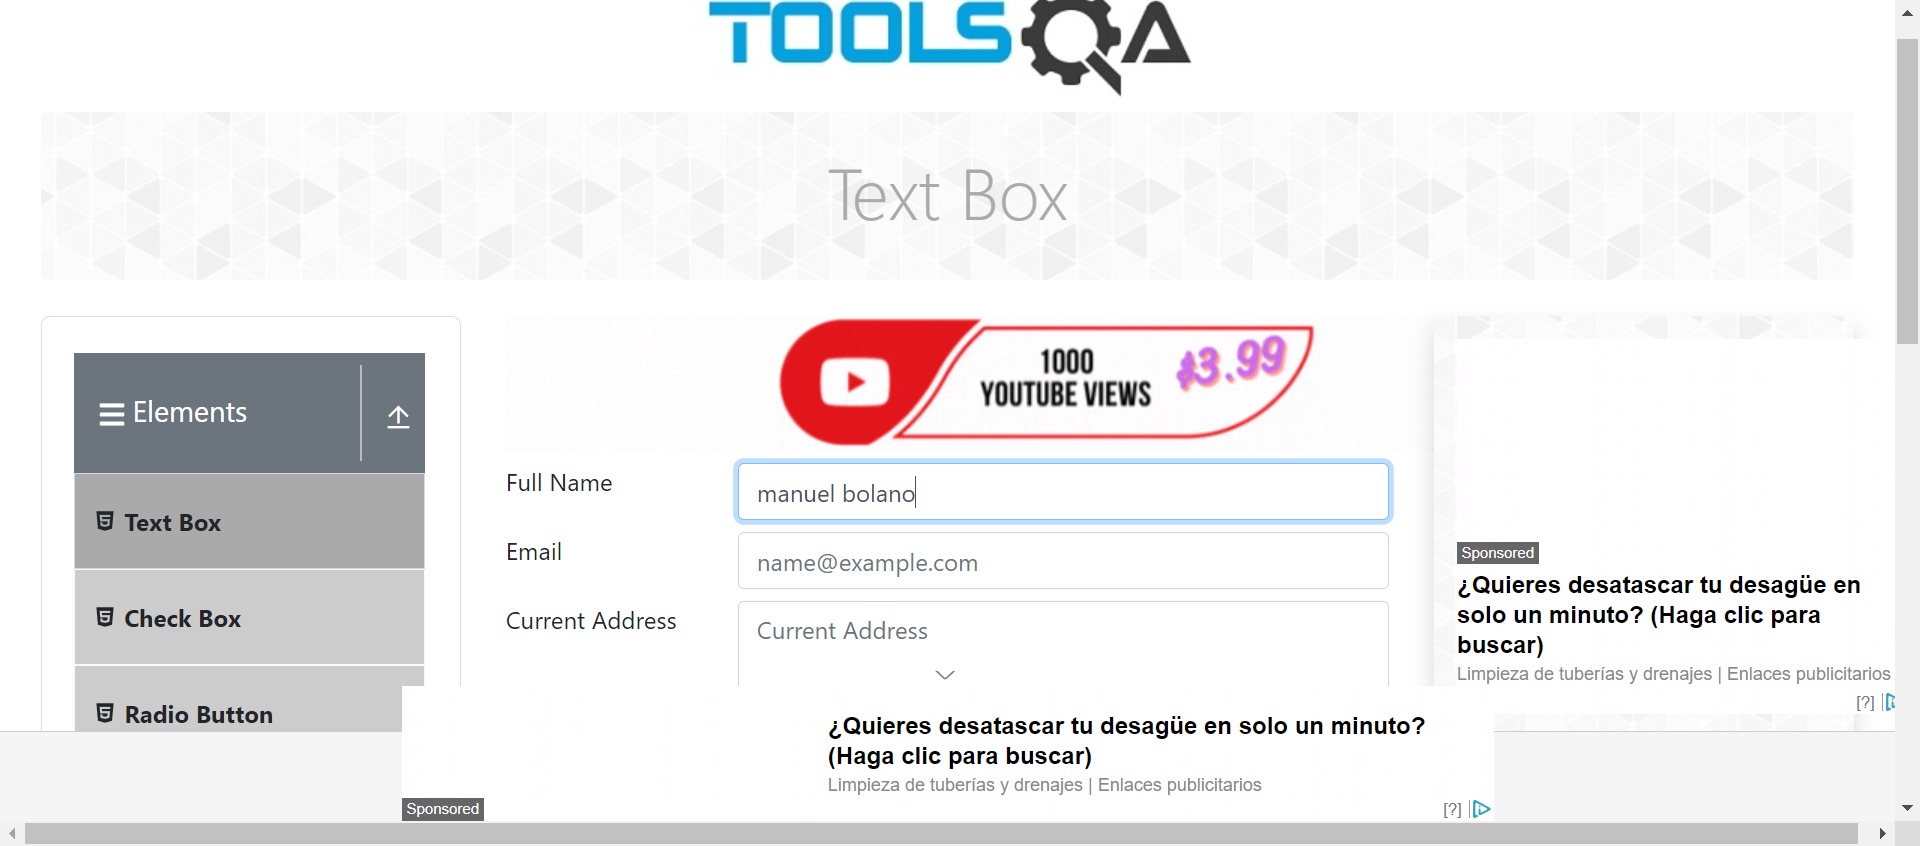 TOOLSQA
Text Box
Elements
Text Box
Check Box
Radio Button
1000
YOUTUBE VIEWS
$3.99
Full Name
manuel bolano
Email
name@example.com
Current Address
Current Address
Sponsored
¿Quieres desatascar tu desagüe en
solo un minuto? (Haga clic para
buscar)
Limpieza de tuberías y drenajes | Enlaces publicitarios
[?]
¿Quieres desatascar tu desagüe en solo un minuto?
(Haga clic para buscar)
Limpieza de tuberías y drenajes | Enlaces publicitarios
Sponsored
[?]